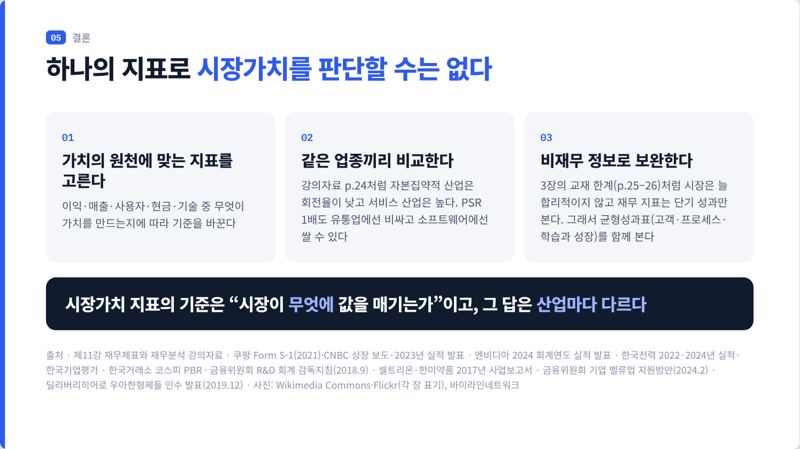 05 결론
하나의 지표로 시장가치를 판단할 수는 없다
01
가치의 원천에 맞는 지표를
고른다
이익·매출·사용자·현금·기술 중 무엇이
가치를 만드는지에 따라 기준을 바꾼다
02
같은 업종끼리 비교한다
강의자료 p.24처럼 자본집약적 산업은
회전율이 낮고 서비스 산업은 높다. PSR
1배도 유통업에선 비싸고 소프트웨어에선
쌀 수 있다
03
비재무 정보로 보완한다
3장의 교재 한계(p.25–26)처럼 시장은 늘
합리적이지 않고 재무 지표는 단기 성과만
본다. 그래서 균형성과표(고객·프로세스·
학습과 성장)를 함께 본다
시장가치 지표의 기준은 “시장이 무엇에 값을 매기는가”이고, 그 답은 산업마다 다르다
출처 · 제11강 재무제표와 재무분석 강의자료 · 쿠팡 Form S-1(2021)·CNBC 상장 보도·2023년 실적 발표 · 엔비디아 2024 회계연도 실적 발표 · 한국전력 2022·2024년 실적·
한국기업평가 · 한국거래소 코스피 PBR · 금융위원회 R&D 회계 감독지침(2018.9) · 셀트리온·한미약품 2017년 사업보고서 · 금융위원회 기업 밸류업 지원방안(2024.2) ·
딜리버리히어로 우아한형제들 인수 발표(2019.12) · 사진: Wikimedia Commons·Flickr(각 장 표기), 바이라인네트워크